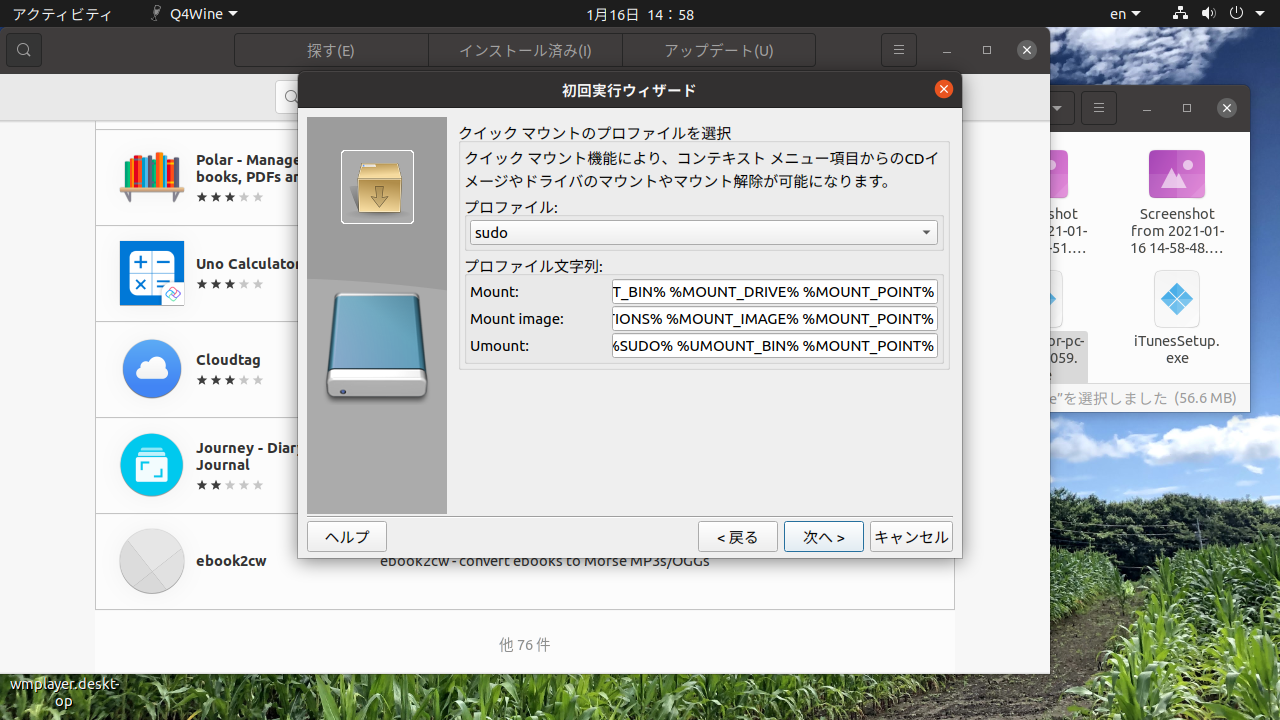 アクティビティ
Q4Wine
1月16日 14：58
en
探す(E)
インストール済み(I)
アップデート(U)
初回実行ウィザード
Polar - Manage
books, PDFs an
Uno Calculator
Cloudtag
Journey - Diary
Journal
ebook2cw
ebook2cw - convert ebooks to Morse MP3s/OGGs
他 76 件
クイック マウントのプロファイルを選択
クイック マウント機能により、コンテキスト メニュー項目からのCDイ
メージやドライバのマウントやマウント解除が可能になります。
プロファイル:
sudo
プロファイル文字列:
Mount:
T_BIN% %MOUNT_DRIVE% %MOUNT_POINT%
Mount image:
TIONS% %MOUNT_IMAGE% %MOUNT_POINT%
Umount:
%SUDO% %UMOUNT_BIN% %MOUNT_POINT%
ヘルプ
< 戻る
次へ >
キャンセル
shot
21-01-
-51.…
Screenshot
from 2021-01-
16 14-58-48.…
or-pc-
059.
e
iTunesSetup.
exe
e”を選択しました (56.6 MB)
wmplayer.deskt-
op